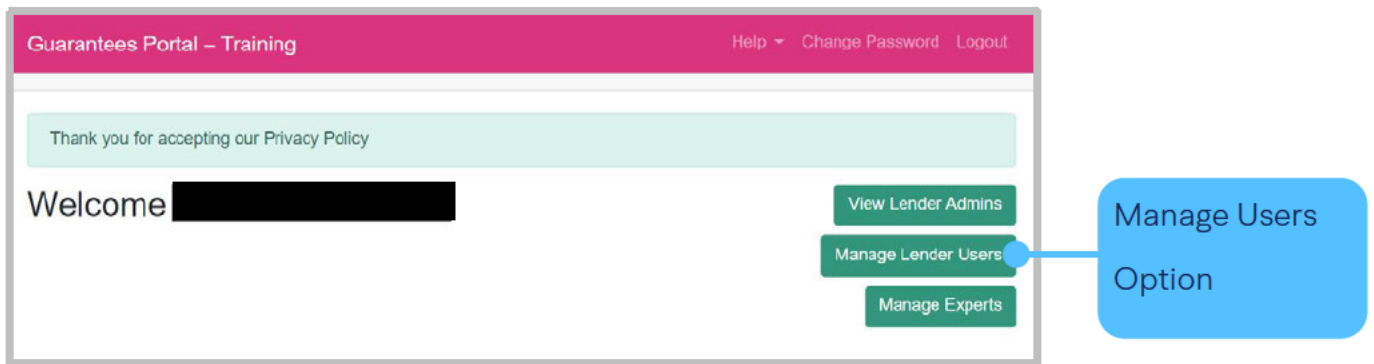 Guarantees Portal – Training
Help Change Password Logout
Thank you for accepting our Privacy Policy
Welcome
View Lender Admins
Manage Lender Users
Manage Experts
Manage Users
Option